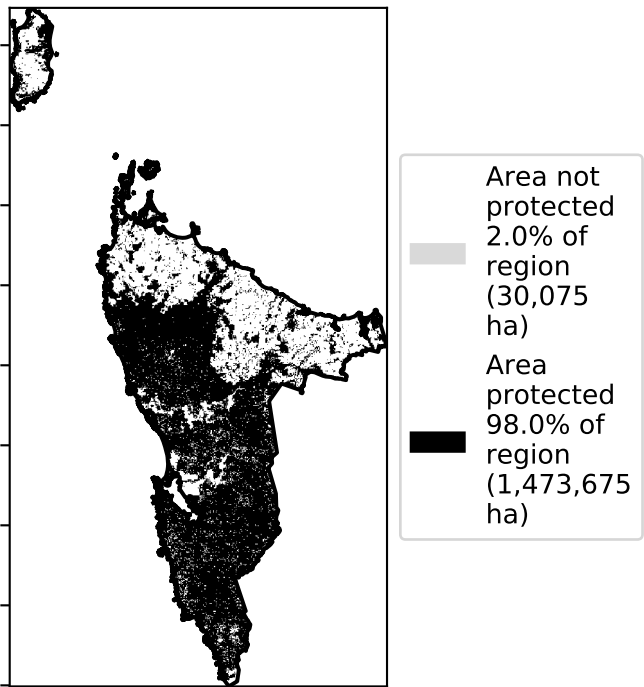 Area not
protected
2.0% of
region
(30,075
ha)
Area
protected
98.0% of
region
(1,473,675
ha)